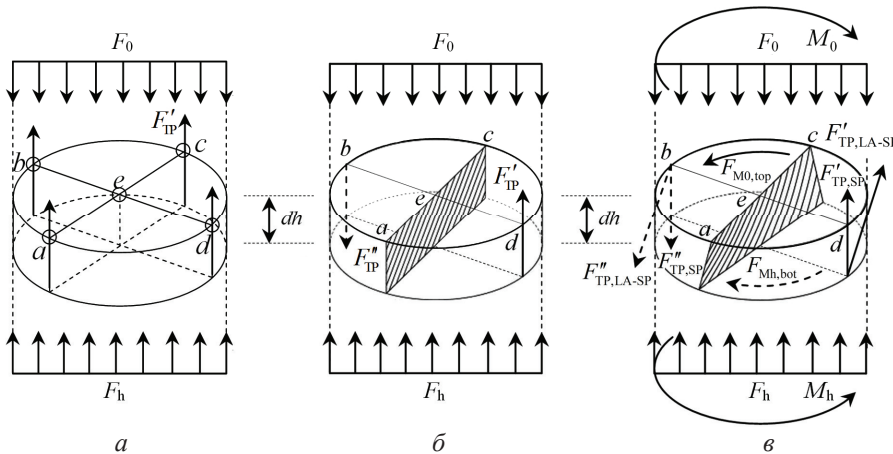 F₀ F₀ F₀ M₀
F′TP c c c F′TP,LA-SP
b b b FM0,top F′TP,SP
e F′TP e
dh e dh
a d a d a d
F″TP F″TP,LA-SP F″TP,SP FMh,bot
Fh Fh Fh Mh
а б в